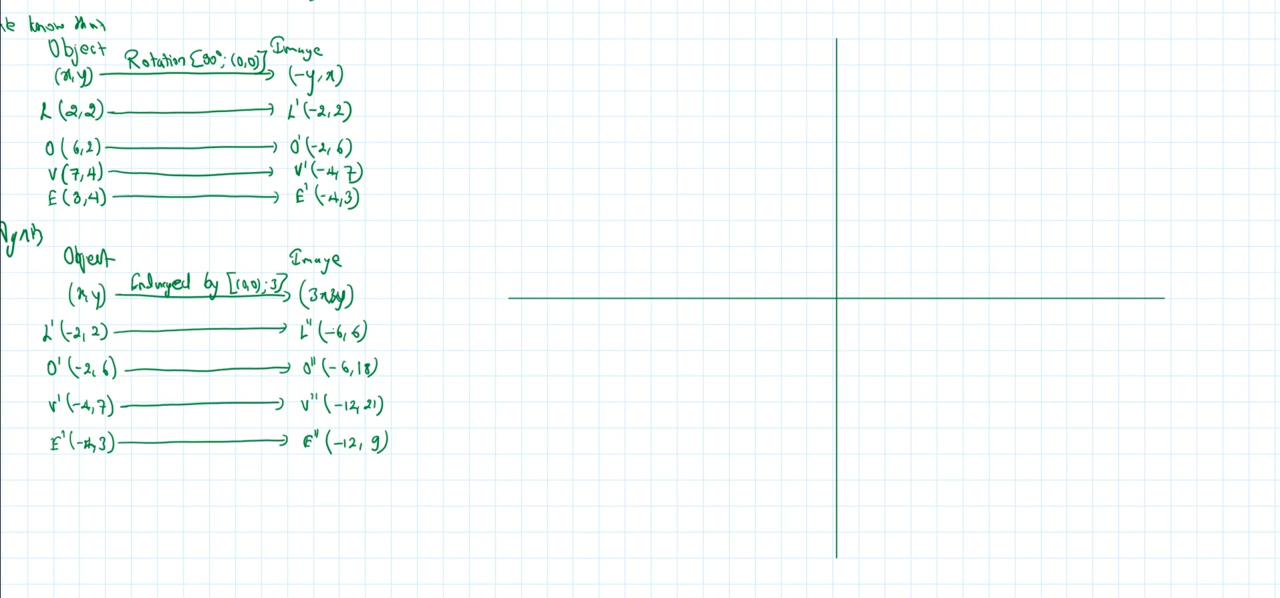 know that
Object Rotation [90°; (0,0)] Image
(x,y) (-y,x)
L (2,2) L'(-2,2)
O (6,2) O'(-2,6)
V (7,4) V'(-4,7)
E (3,4) E'(-4,3)
Object Image
(x,y) Enlarged by [(0,0); 3] (3x,3y)
L'(-2,2) L"(-6,6)
O'(-2,6) O"(-6,18)
V'(-4,7) V"(-12,21)
E'(-4,3) E"(-12, 9)